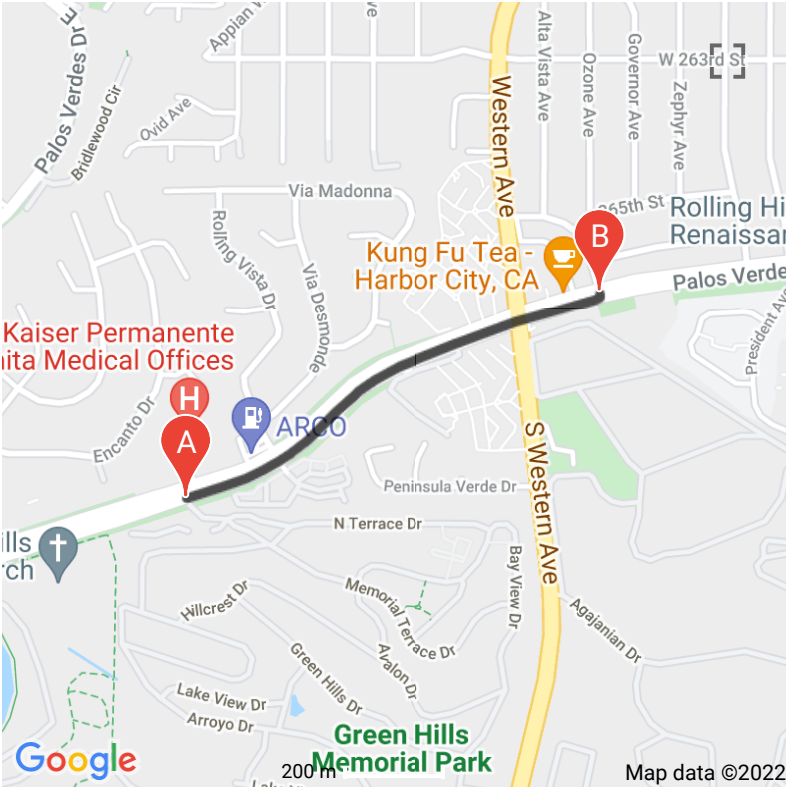 Appian W
Palos Verdes Dr E
Bridlewood Cir
Ovid Ave
Western Ave
Alta Vista Ave
Ozone Ave
Governor Ave
Zephyr Ave
W 263rd St
Via Madonna
Rolling Vista Dr
Via Desmonde
265th St
Rolling Hi
Renaissan
B
Kung Fu Tea -
Harbor City, CA
Palos Verde
President Ave
Kaiser Permanente
nita Medical Offices
H
Encanto Dr
A
ARCO
Peninsula Verde Dr
S Western Ave
N Terrace Dr
ills
rch
Bay View Dr
Hillcrest Dr
Memorial Terrace Dr
Agajanian Dr
Avalon Dr
Green Hills Dr
Lake View Dr
Arroyo Dr
Green Hills
Memorial Park
Google
200 m
Map data ©2022